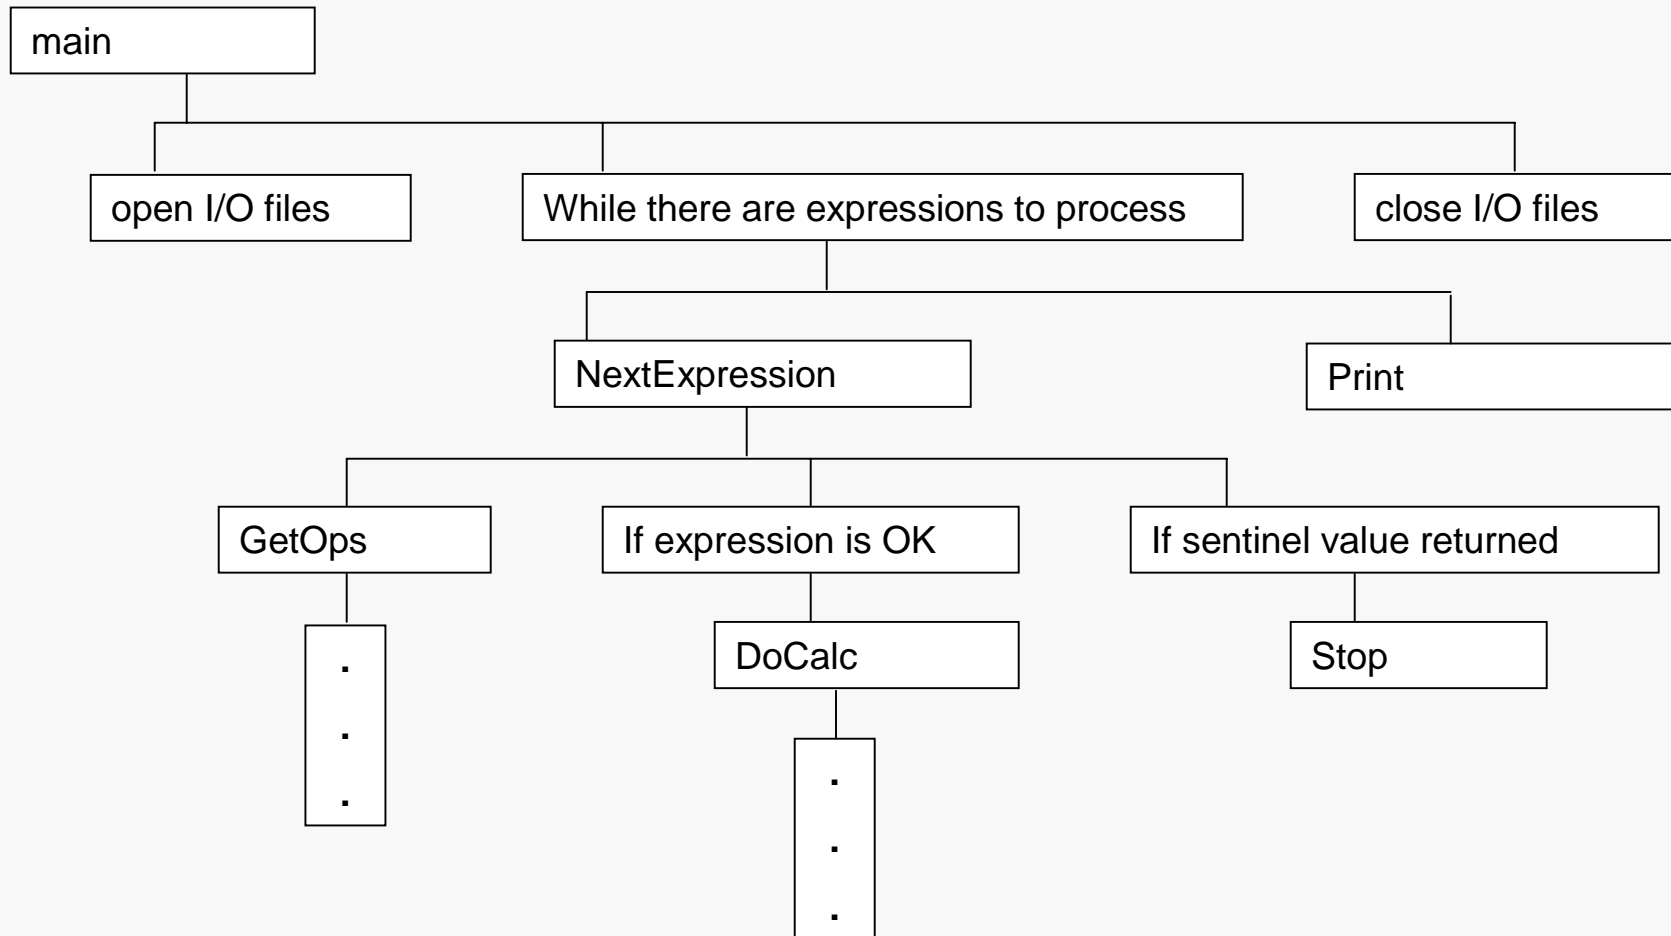 main
open I/O files
While there are expressions to process
close I/O files
NextExpression
Print
GetOps
If expression is OK
If sentinel value returned
DoCalc
Stop
.
.
.
.
.
.